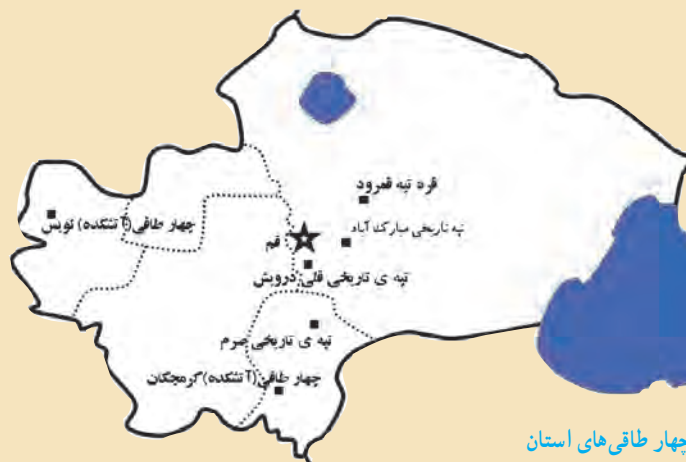 قره تپه قمرود
تپه تاریخی مبارک آباد
چهار طاقی (آتشکده) نویس
قم
تپه ی تاریخی قلی درویش
تپه ی تاریخی صرم
چهار طاقی (آتشکده) کرمجگان
چهار طاقی‌های استان